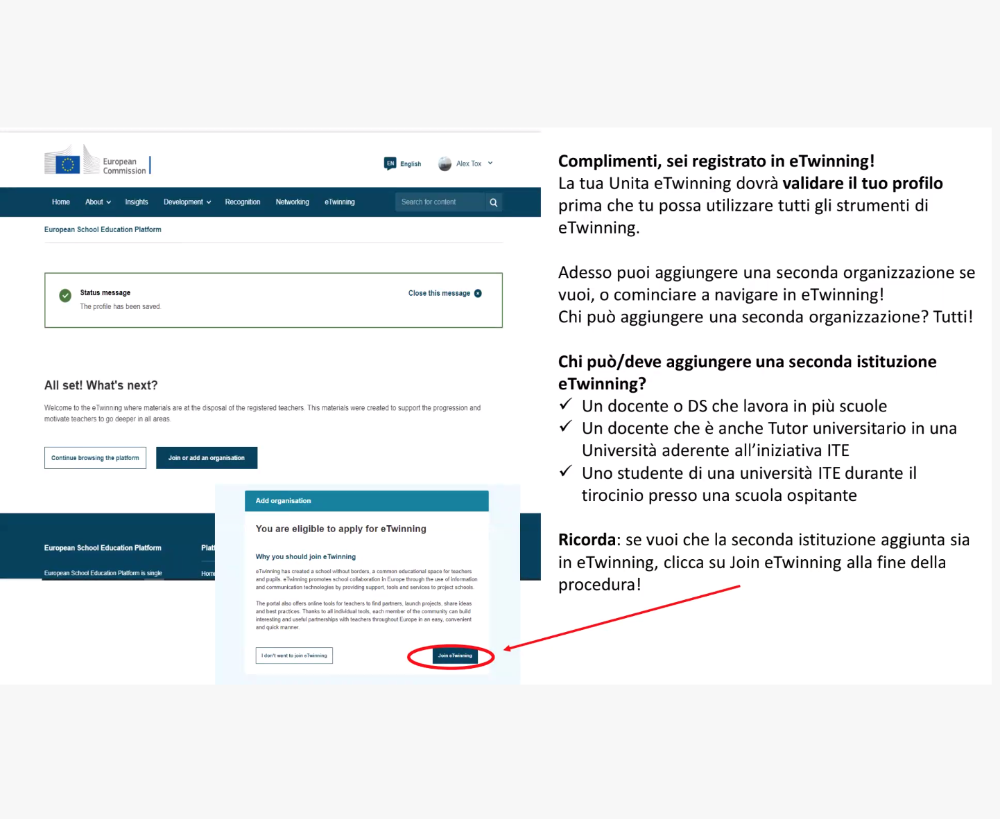 European
Commission
EN English
Alex Tox
Home About Insights Development Recognition Networking eTwinning
Search for content
European School Education Platform
Status message
The profile has been saved.
Close this message
All set! What's next?
Welcome to the eTwinning where materials are at the disposal of the registered teachers. This materials were created to support the progression and
motivate teachers to go deeper in all areas.
Continue browsing the platform
Join or add an organisation
European School Education Platform
Plat
European School Education Platform is single
Home
Add organisation
You are eligible to apply for eTwinning
Why you should join eTwinning
eTwinning has created a school without borders, a common educational space for teachers
and pupils. eTwinning promotes school collaboration in Europe through the use of information
and communication technologies by providing support, tools and services to project schools.
The portal also offers online tools for teachers to find partners, launch projects, share ideas
and best practices. Thanks to all individual tools, each member of the community can build
interesting and useful partnerships with teachers throughout Europe in an easy, convenient
and quick manner.
I don't want to join eTwinning
Join eTwinning
Complimenti, sei registrato in eTwinning!
La tua Unita eTwinning dovrà validare il tuo profilo
prima che tu possa utilizzare tutti gli strumenti di
eTwinning.
Adesso puoi aggiungere una seconda organizzazione se
vuoi, o cominciare a navigare in eTwinning!
Chi può aggiungere una seconda organizzazione? Tutti!
Chi può/deve aggiungere una seconda istituzione
eTwinning?
✓ Un docente o DS che lavora in più scuole
✓ Un docente che è anche Tutor universitario in una
Università aderente all'iniziativa ITE
✓ Uno studente di una università ITE durante il
tirocinio presso una scuola ospitante
Ricorda: se vuoi che la seconda istituzione aggiunta sia
in eTwinning, clicca su Join eTwinning alla fine della
procedura!